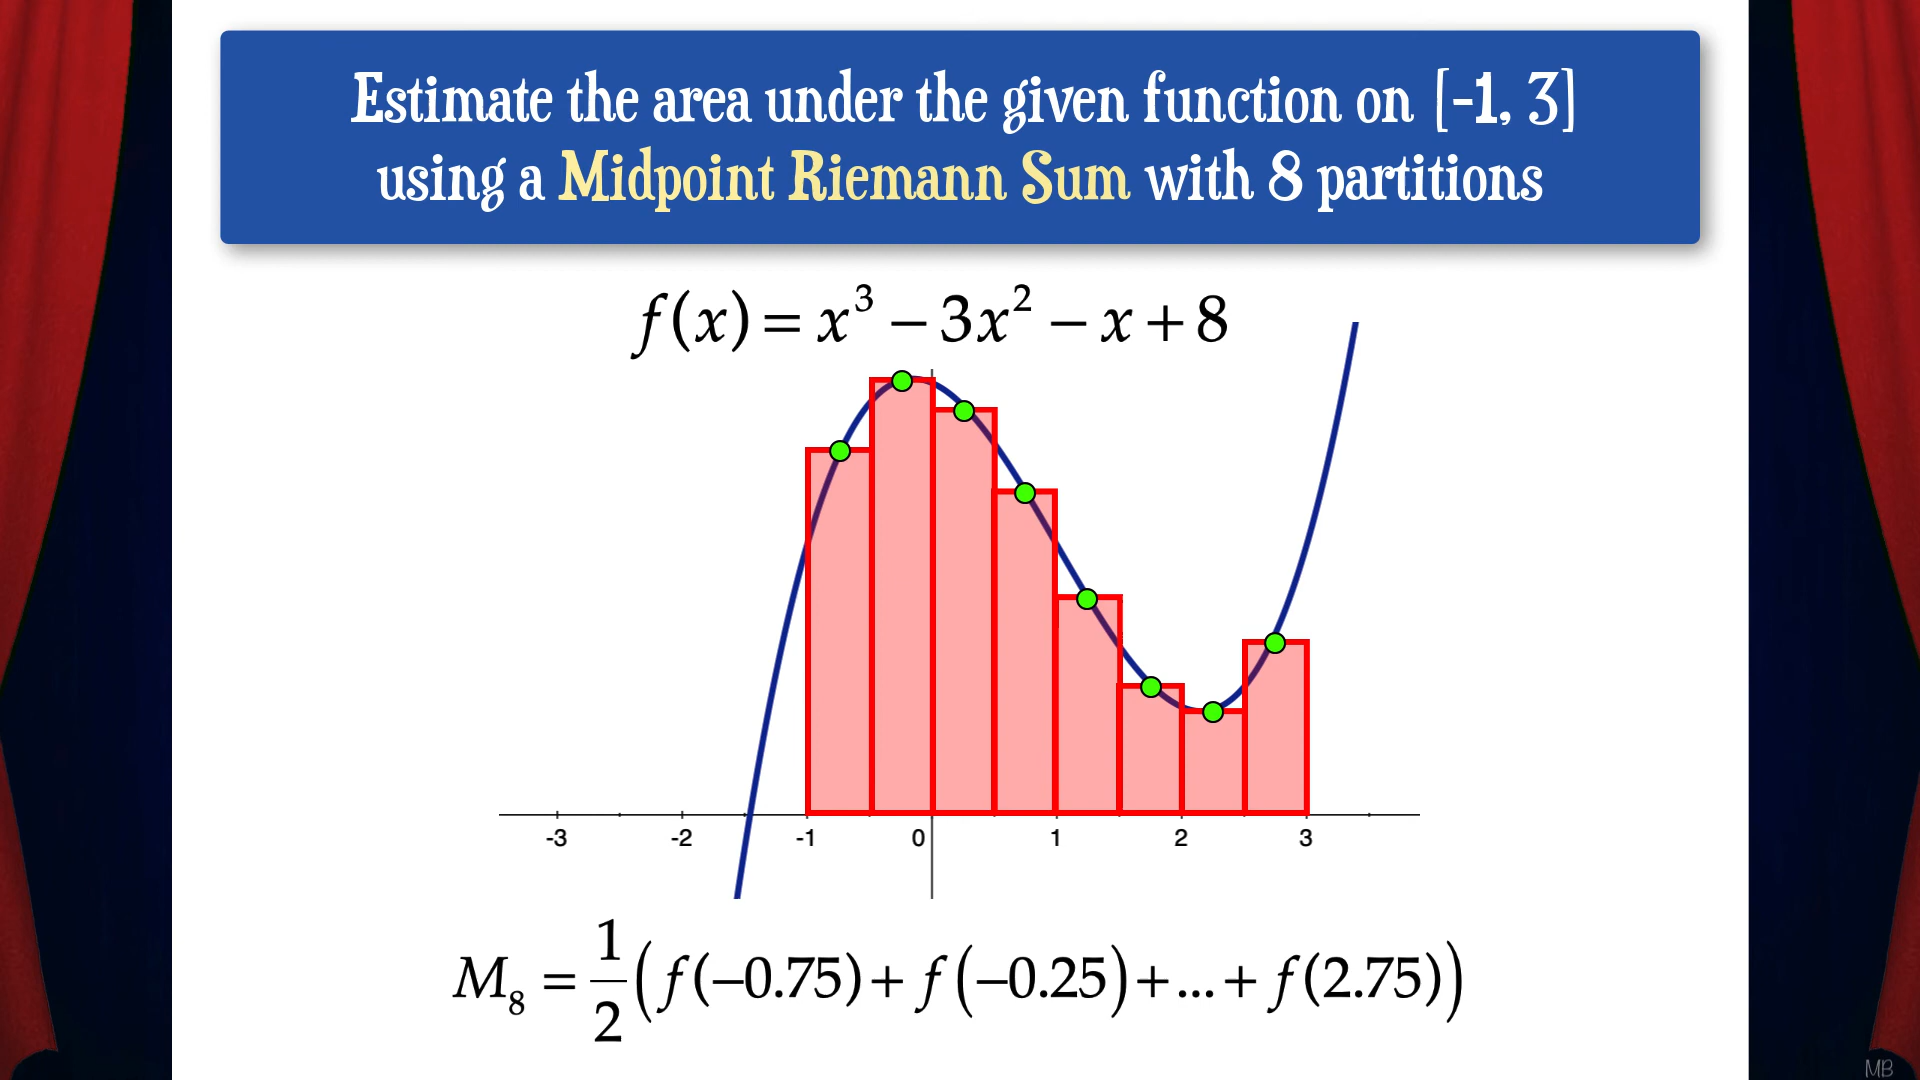 Estimate the area under the given function on [-1, 3]
using a Midpoint Riemann Sum with 8 partitions
f(x) = x³ − 3x² − x + 8
-3 -2 -1 0 1 2 3
M₈ = 1/2 (f(−0.75) + f(−0.25) + ... + f(2.75))
MB